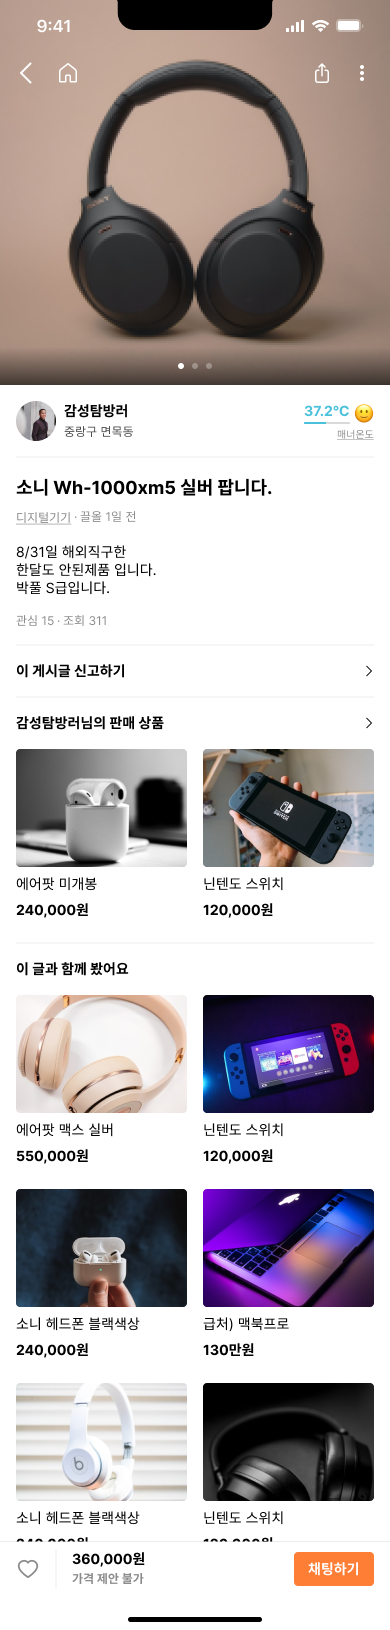 9:41
SONY
SONY
감성탐방러
중랑구 면목동
37.2°C
매너온도
소니 Wh-1000xm5 실버 팝니다.
디지털기기 · 끌올 1일 전
8/31일 해외직구한
한달도 안된제품 입니다.
박풀 S급입니다.
관심 15 · 조회 311
이 게시글 신고하기
감성탐방러님의 판매 상품
에어팟 미개봉
240,000원
닌텐도 스위치
120,000원
이 글과 함께 봤어요
에어팟 맥스 실버
550,000원
닌텐도 스위치
120,000원
소니 헤드폰 블랙색상
240,000원
급처) 맥북프로
130만원
소니 헤드폰 블랙색상
닌텐도 스위치
360,000원
가격 제안 불가
채팅하기